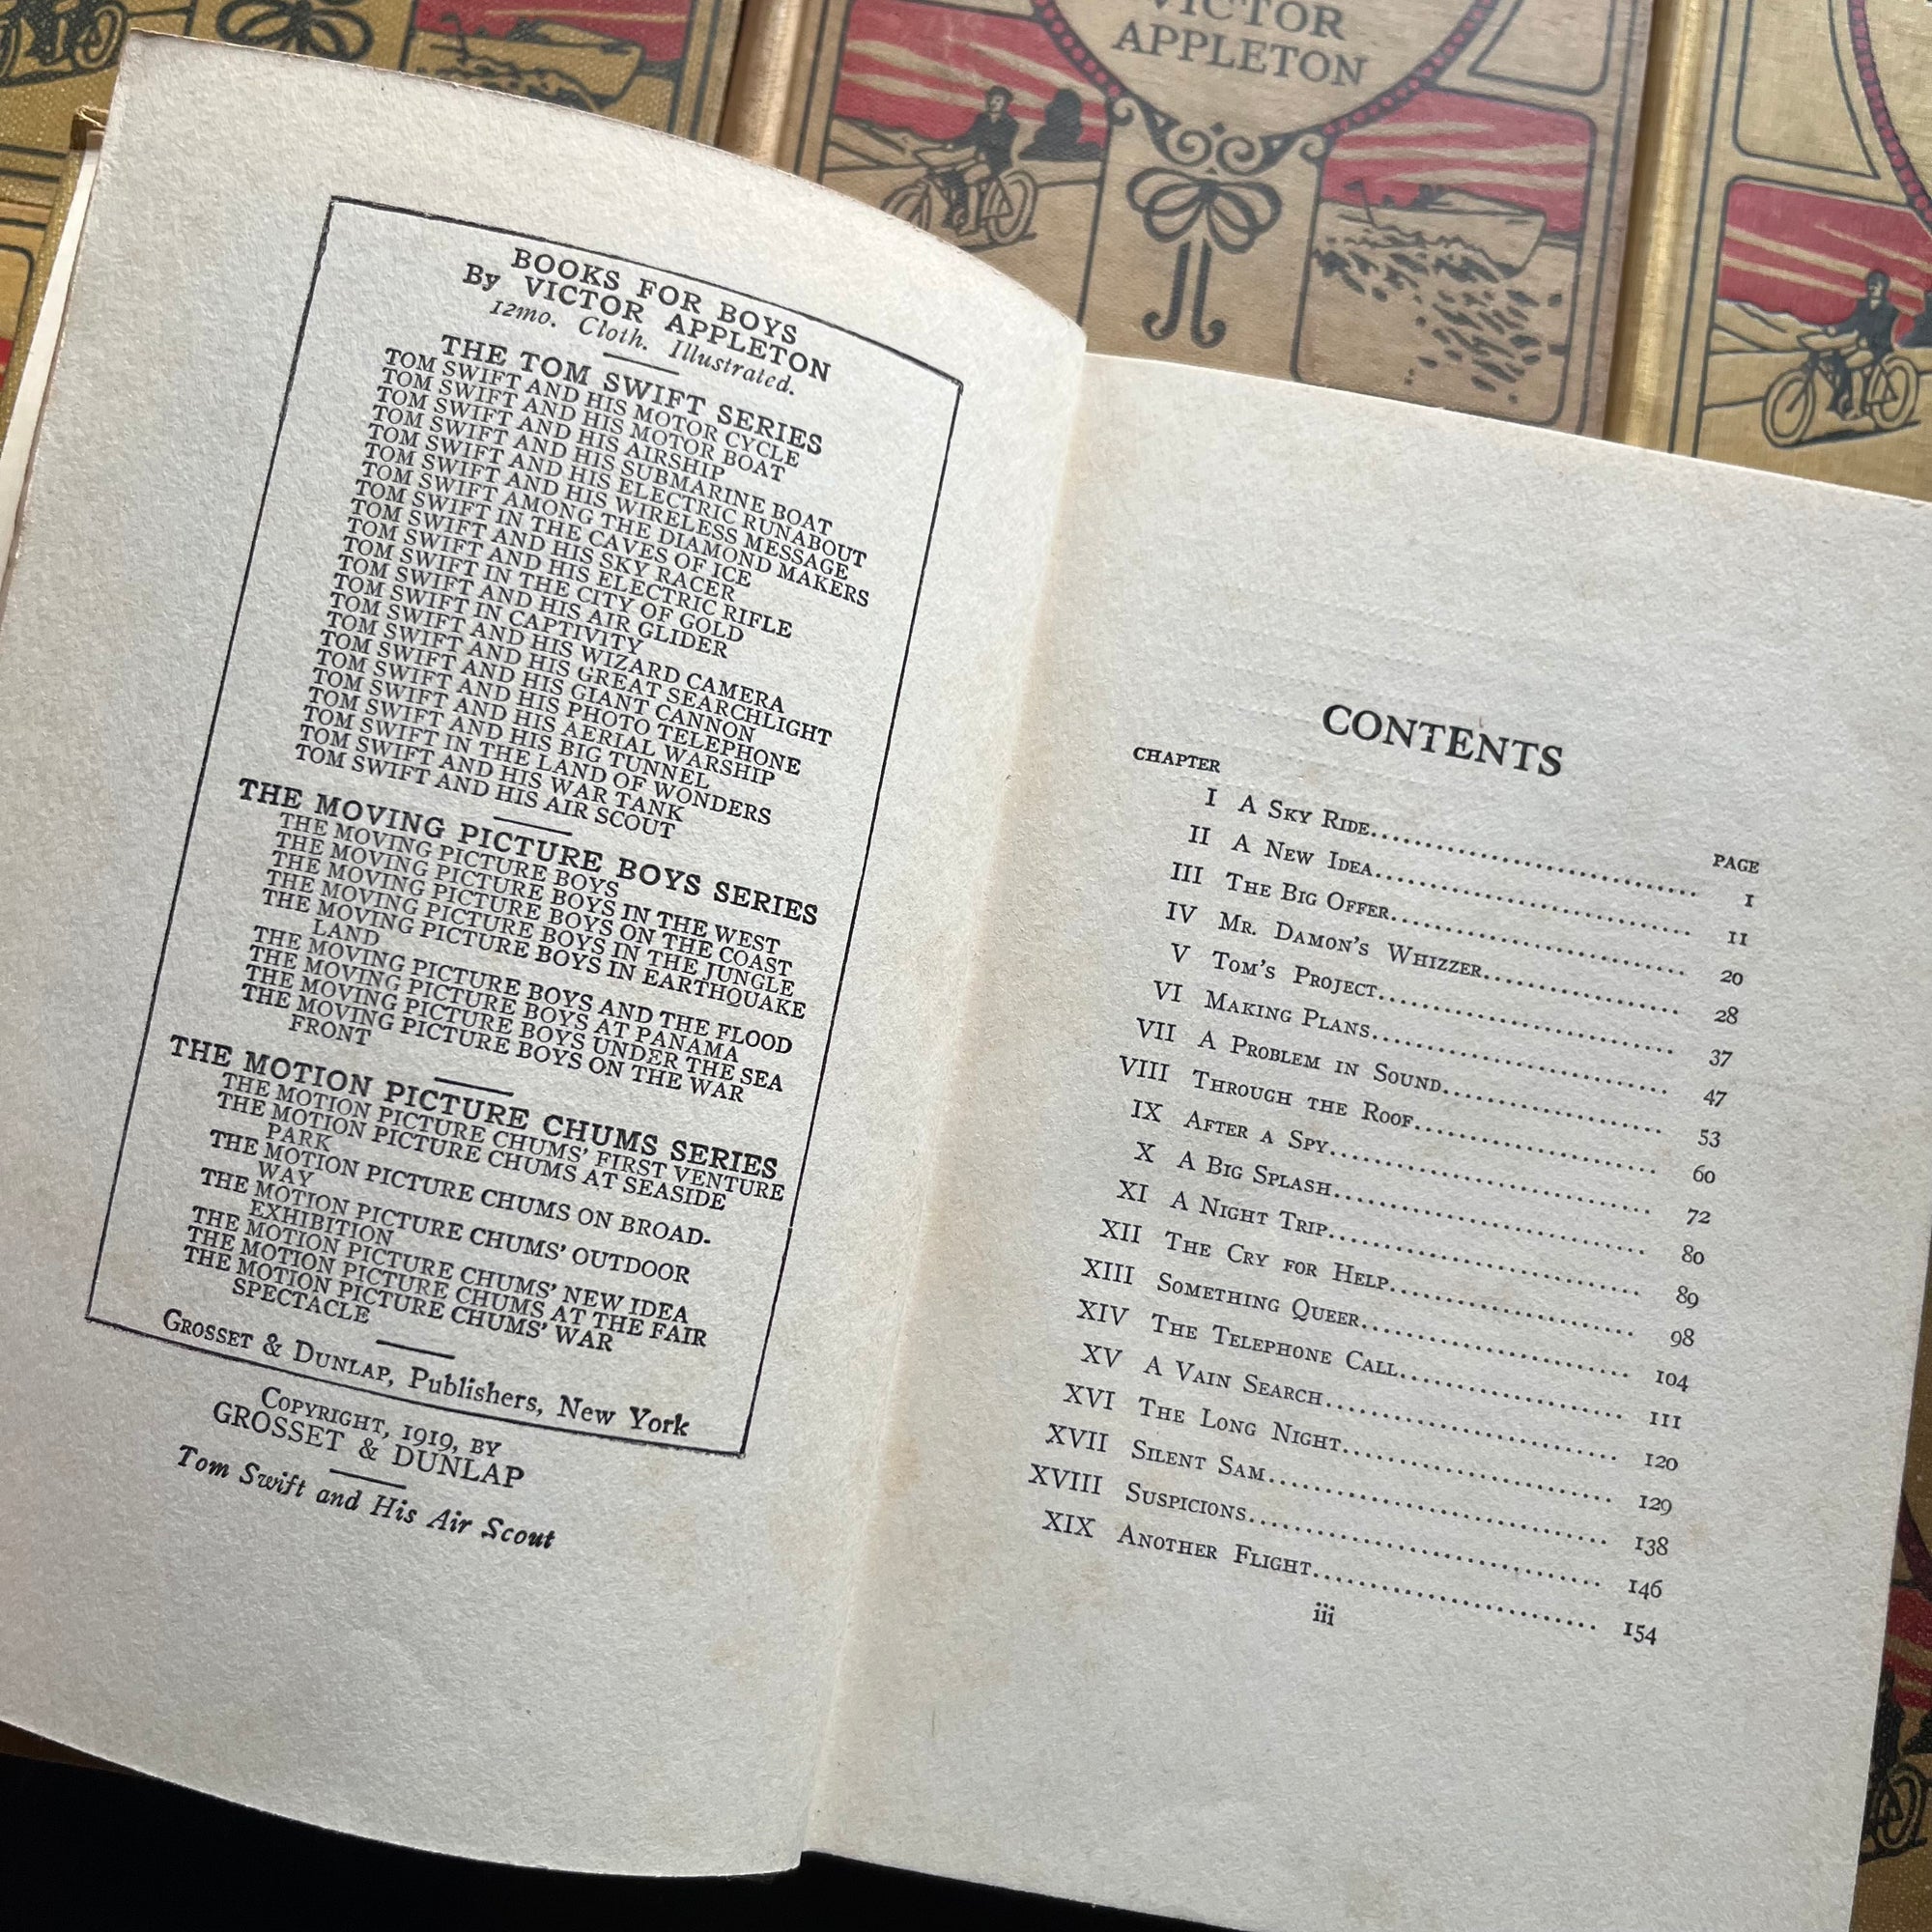 VICTOR
APPLETON
BOOKS FOR BOYS
By VICTOR APPLETON
12mo. Cloth. Illustrated.
THE TOM SWIFT SERIES
TOM SWIFT AND HIS MOTOR CYCLE
TOM SWIFT AND HIS MOTOR BOAT
TOM SWIFT AND HIS AIRSHIP
TOM SWIFT AND HIS SUBMARINE BOAT
TOM SWIFT AND HIS ELECTRIC RUNABOUT
TOM SWIFT AND HIS WIRELESS MESSAGE
TOM SWIFT AMONG THE DIAMOND MAKERS
TOM SWIFT IN THE CAVES OF ICE
TOM SWIFT AND HIS SKY RACER
TOM SWIFT AND HIS ELECTRIC RIFLE
TOM SWIFT IN THE CITY OF GOLD
TOM SWIFT AND HIS AIR GLIDER
TOM SWIFT IN CAPTIVITY
TOM SWIFT AND HIS WIZARD CAMERA
TOM SWIFT AND HIS GREAT SEARCHLIGHT
TOM SWIFT AND HIS GIANT CANNON
TOM SWIFT AND HIS PHOTO TELEPHONE
TOM SWIFT AND HIS AERIAL WARSHIP
TOM SWIFT AND HIS BIG TUNNEL
TOM SWIFT IN THE LAND OF WONDERS
TOM SWIFT AND HIS WAR TANK
TOM SWIFT AND HIS AIR SCOUT
THE MOVING PICTURE BOYS SERIES
THE MOVING PICTURE BOYS
THE MOVING PICTURE BOYS IN THE WEST
THE MOVING PICTURE BOYS ON THE COAST
THE MOVING PICTURE BOYS IN THE JUNGLE
THE MOVING PICTURE BOYS IN EARTHQUAKE
LAND
THE MOVING PICTURE BOYS AND THE FLOOD
THE MOVING PICTURE BOYS AT PANAMA
THE MOVING PICTURE BOYS UNDER THE SEA
THE MOVING PICTURE BOYS ON THE WAR
FRONT
THE MOTION PICTURE CHUMS SERIES
THE MOTION PICTURE CHUMS' FIRST VENTURE
THE MOTION PICTURE CHUMS AT SEASIDE
PARK
THE MOTION PICTURE CHUMS ON BROAD-
WAY
THE MOTION PICTURE CHUMS' OUTDOOR
EXHIBITION
THE MOTION PICTURE CHUMS' NEW IDEA
THE MOTION PICTURE CHUMS AT THE FAIR
THE MOTION PICTURE CHUMS' WAR
SPECTACLE
GROSSET & DUNLAP, Publishers, New York
COPYRIGHT, 1919, BY
GROSSET & DUNLAP
Tom Swift and His Air Scout
CONTENTS
CHAPTER PAGE
I A SKY RIDE 1
II A NEW IDEA 11
III THE BIG OFFER 20
IV MR. DAMON'S WHIZZER 28
V TOM'S PROJECT 37
VI MAKING PLANS 47
VII A PROBLEM IN SOUND 53
VIII THROUGH THE ROOF 60
IX AFTER A SPY 72
X A BIG SPLASH 80
XI A NIGHT TRIP 89
XII THE CRY FOR HELP 98
XIII SOMETHING QUEER 104
XIV THE TELEPHONE CALL 111
XV A VAIN SEARCH 120
XVI THE LONG NIGHT 129
XVII SILENT SAM 138
XVIII SUSPICIONS 146
XIX ANOTHER FLIGHT 154
iii